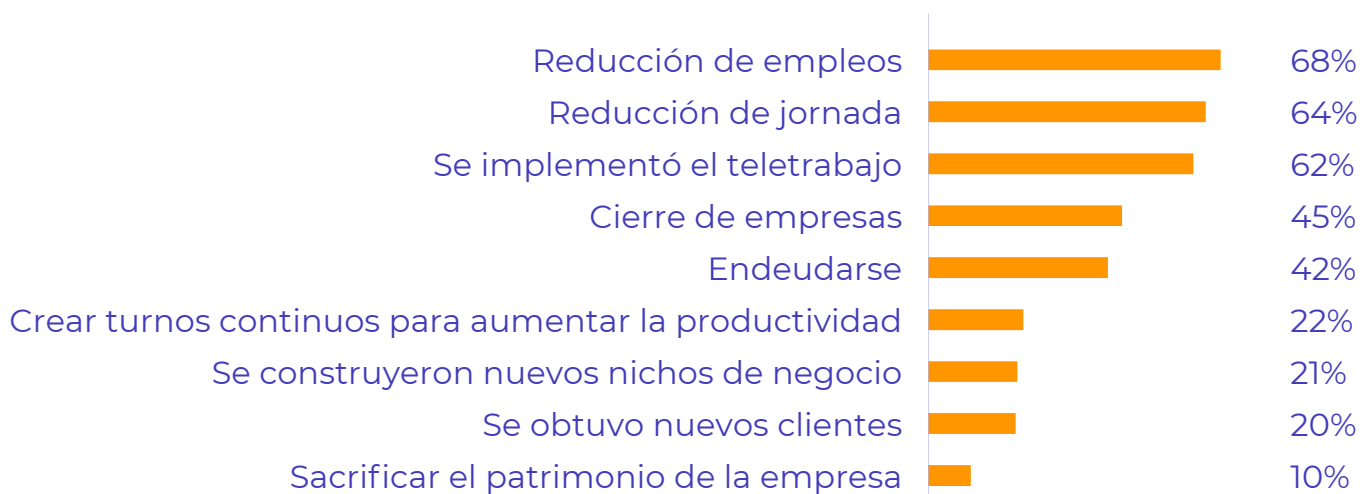 Reducción de empleos 68%
Reducción de jornada 64%
Se implementó el teletrabajo 62%
Cierre de empresas 45%
Endeudarse 42%
Crear turnos continuos para aumentar la productividad 22%
Se construyeron nuevos nichos de negocio 21%
Se obtuvo nuevos clientes 20%
Sacrificar el patrimonio de la empresa 10%